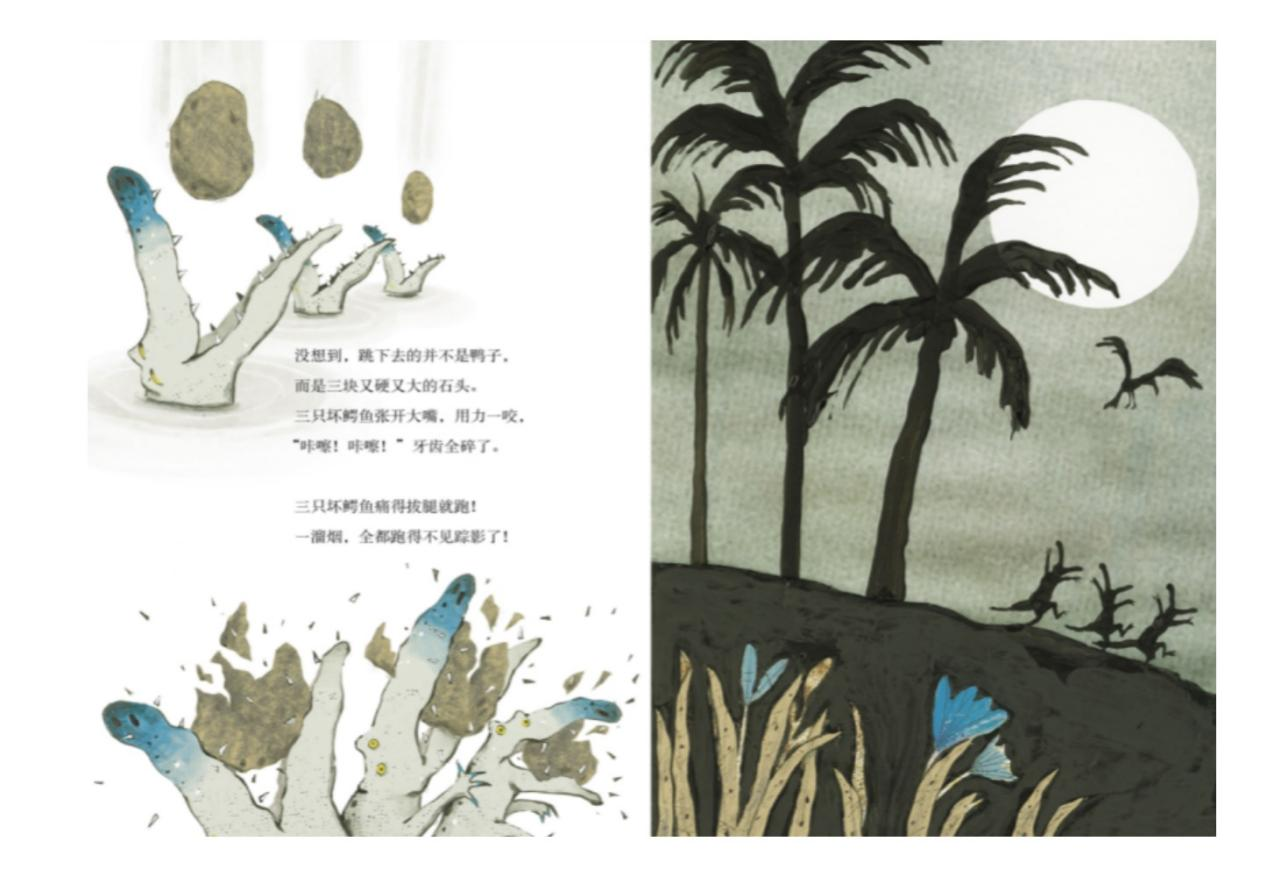 没想到，跳下去的并不是鸭子，
而是三块又硬又大的石头。
三只坏鳄鱼张开大嘴，用力一咬，
“咔嚓！咔嚓！”牙齿全碎了。
三只坏鳄鱼痛得拔腿就跑！
一溜烟，全都跑得不见踪影了！